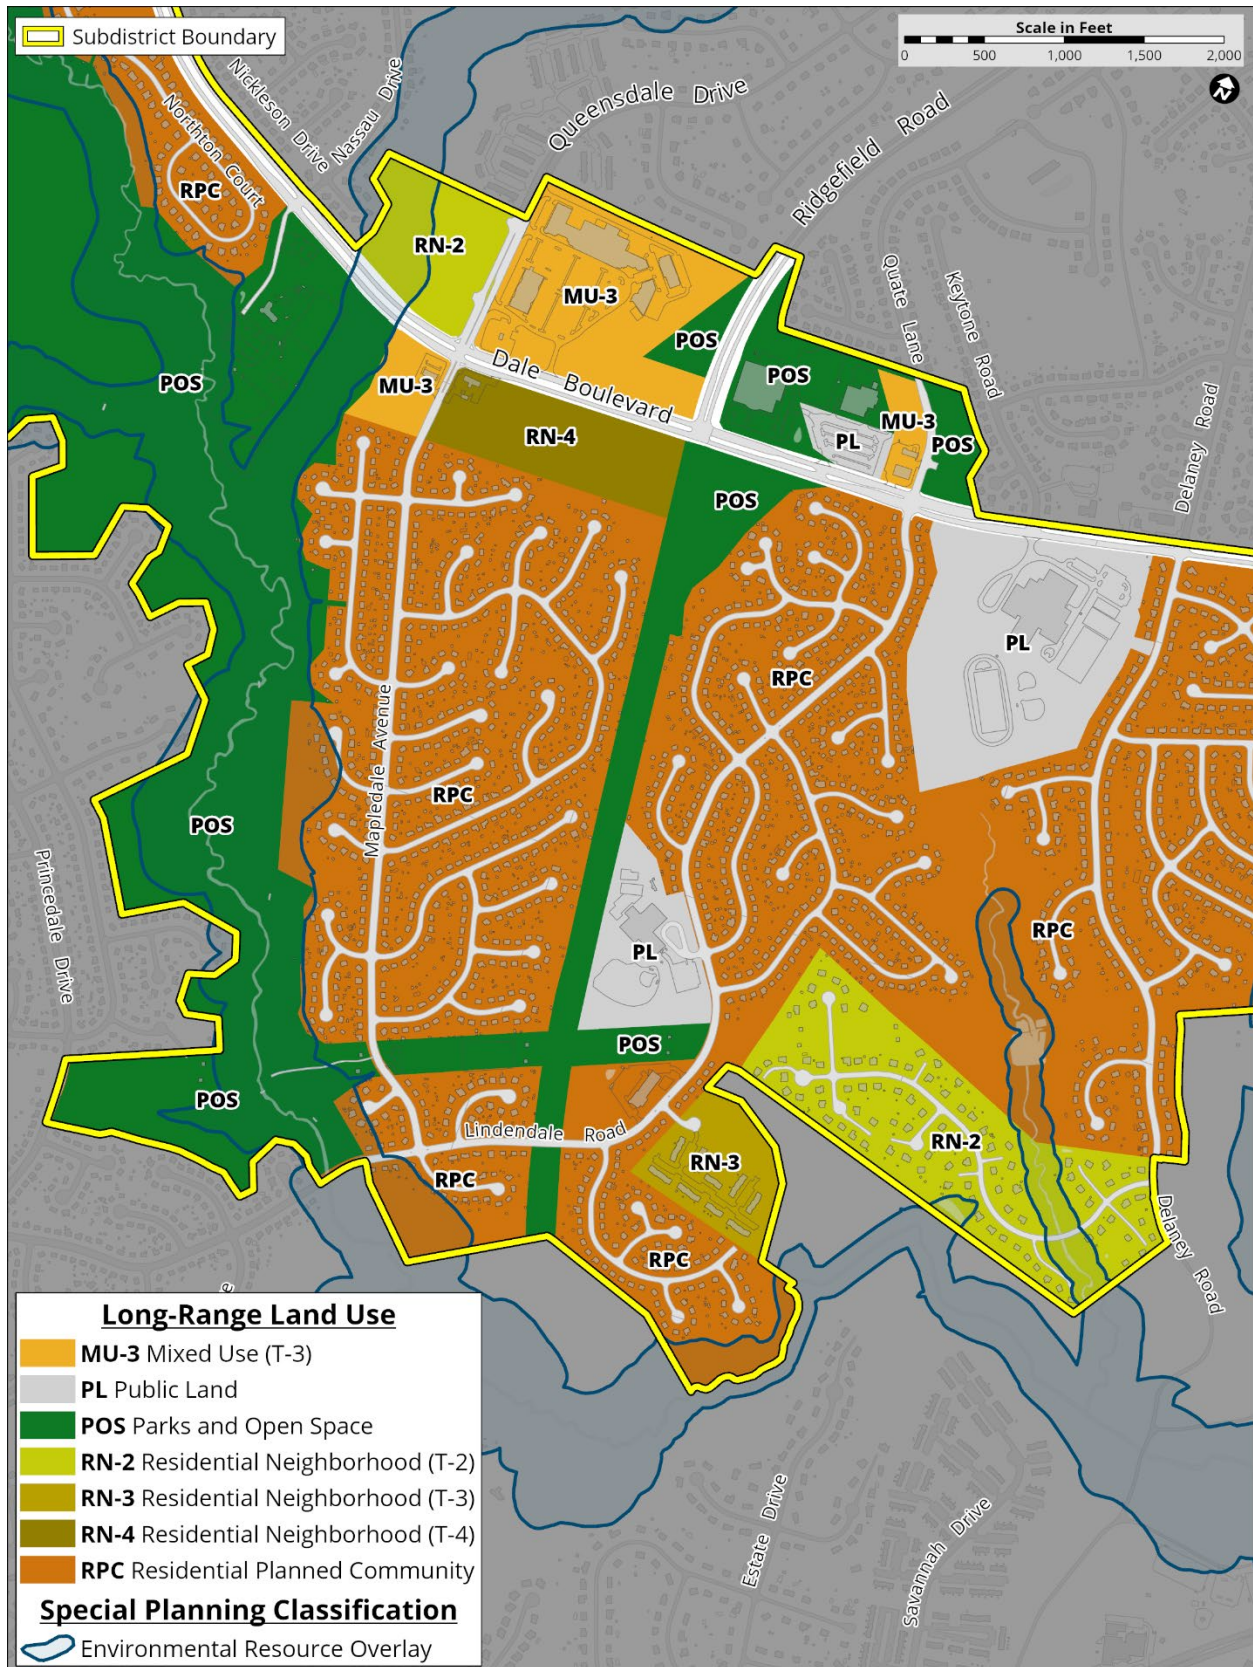 Subdistrict Boundary
Scale in Feet
0 500 1,000 1,500 2,000
N
Nickleson Drive
Nassau Drive
Queensdale Drive
Ridgefield Road
Northton Court
RPC
RN-2
MU-3
Quate Lane
Keytone Road
POS
Dale Boulevard
POS
POS
MU-3
MU-3
Delaney Road
RN-4
PL
POS
POS
PL
RPC
Mapledale Avenue
RPC
POS
Princedale Drive
RPC
PL
POS
POS
Lindendale Road
RN-2
RN-3
RPC
Delaney Road
RPC
Long-Range Land Use
MU-3 Mixed Use (T-3)
PL Public Land
POS Parks and Open Space
RN-2 Residential Neighborhood (T-2)
RN-3 Residential Neighborhood (T-3)
RN-4 Residential Neighborhood (T-4)
RPC Residential Planned Community
Special Planning Classification
Environmental Resource Overlay
Estate Drive
Savannah Drive